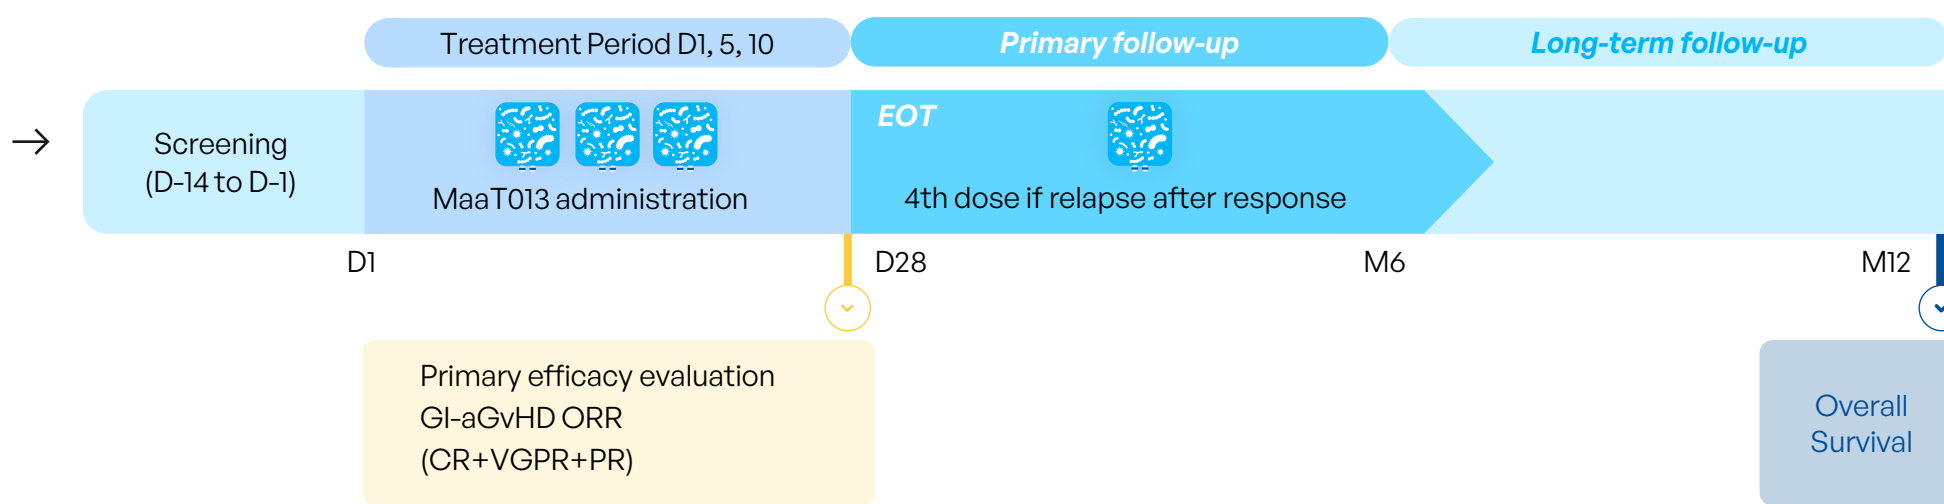 Treatment Period D1, 5, 10
Primary follow-up
Long-term follow-up
Screening
(D-14 to D-1)
MaaT013 administration
EOT
4th dose if relapse after response
D1
D28
M6
M12
Primary efficacy evaluation
GI-aGvHD ORR
(CR+VGPR+PR)
Overall
Survival